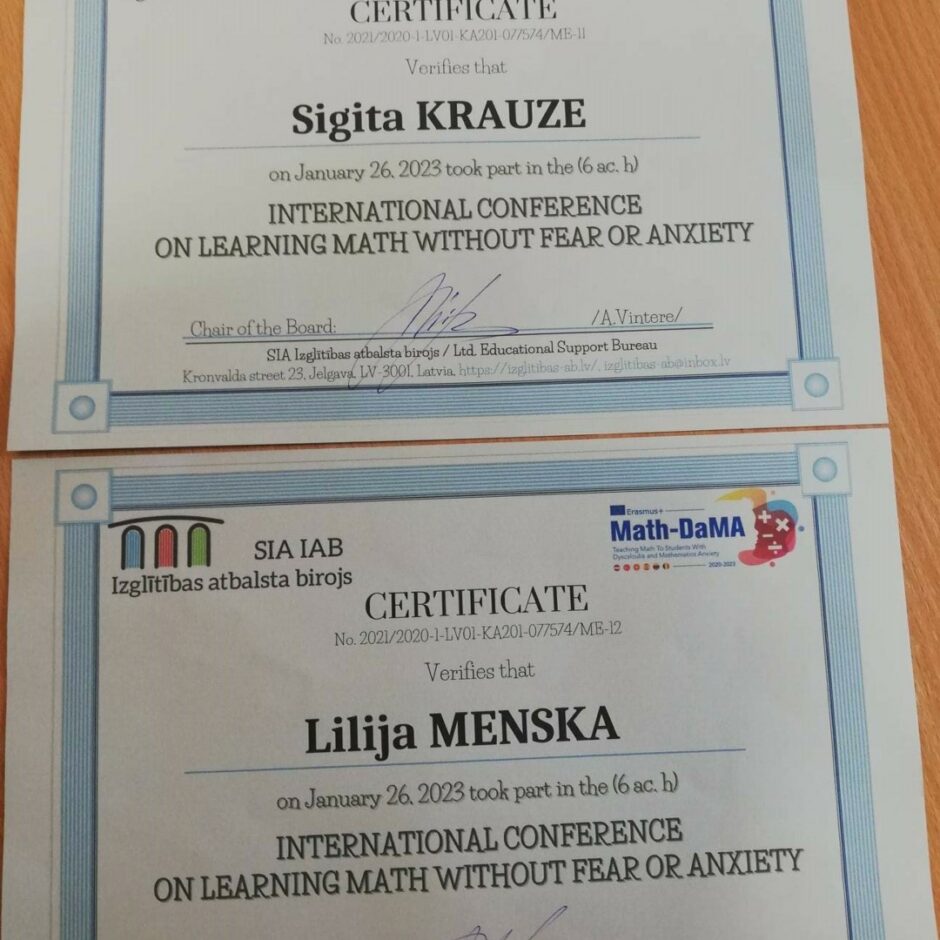 CERTIFICATE
No. 2021/2020-1-LV01-KA201-077574/ME-11
Verifies that
Sigita KRAUZE
on January 26, 2023 took part in the (6 ac. h)
INTERNATIONAL CONFERENCE
ON LEARNING MATH WITHOUT FEAR OR ANXIETY
Chair of the Board: /A.Vintere/
SIA Izglītības atbalsta birojs / Ltd. Educational Support Bureau
Kronvalda street 23, Jelgava, LV-3001, Latvia, https://izglitibas-ab.lv/, izglitibas-ab@inbox.lv
SIA IAB
Izglītības atbalsta birojs
Erasmus+
Math-DaMA
Teaching Math To Students With
Dyscalculia and Mathematics Anxiety
2020-2023
CERTIFICATE
No. 2021/2020-1-LV01-KA201-077574/ME-12
Verifies that
Lilija MENSKA
on January 26, 2023 took part in the (6 ac. h)
INTERNATIONAL CONFERENCE
ON LEARNING MATH WITHOUT FEAR OR ANXIETY